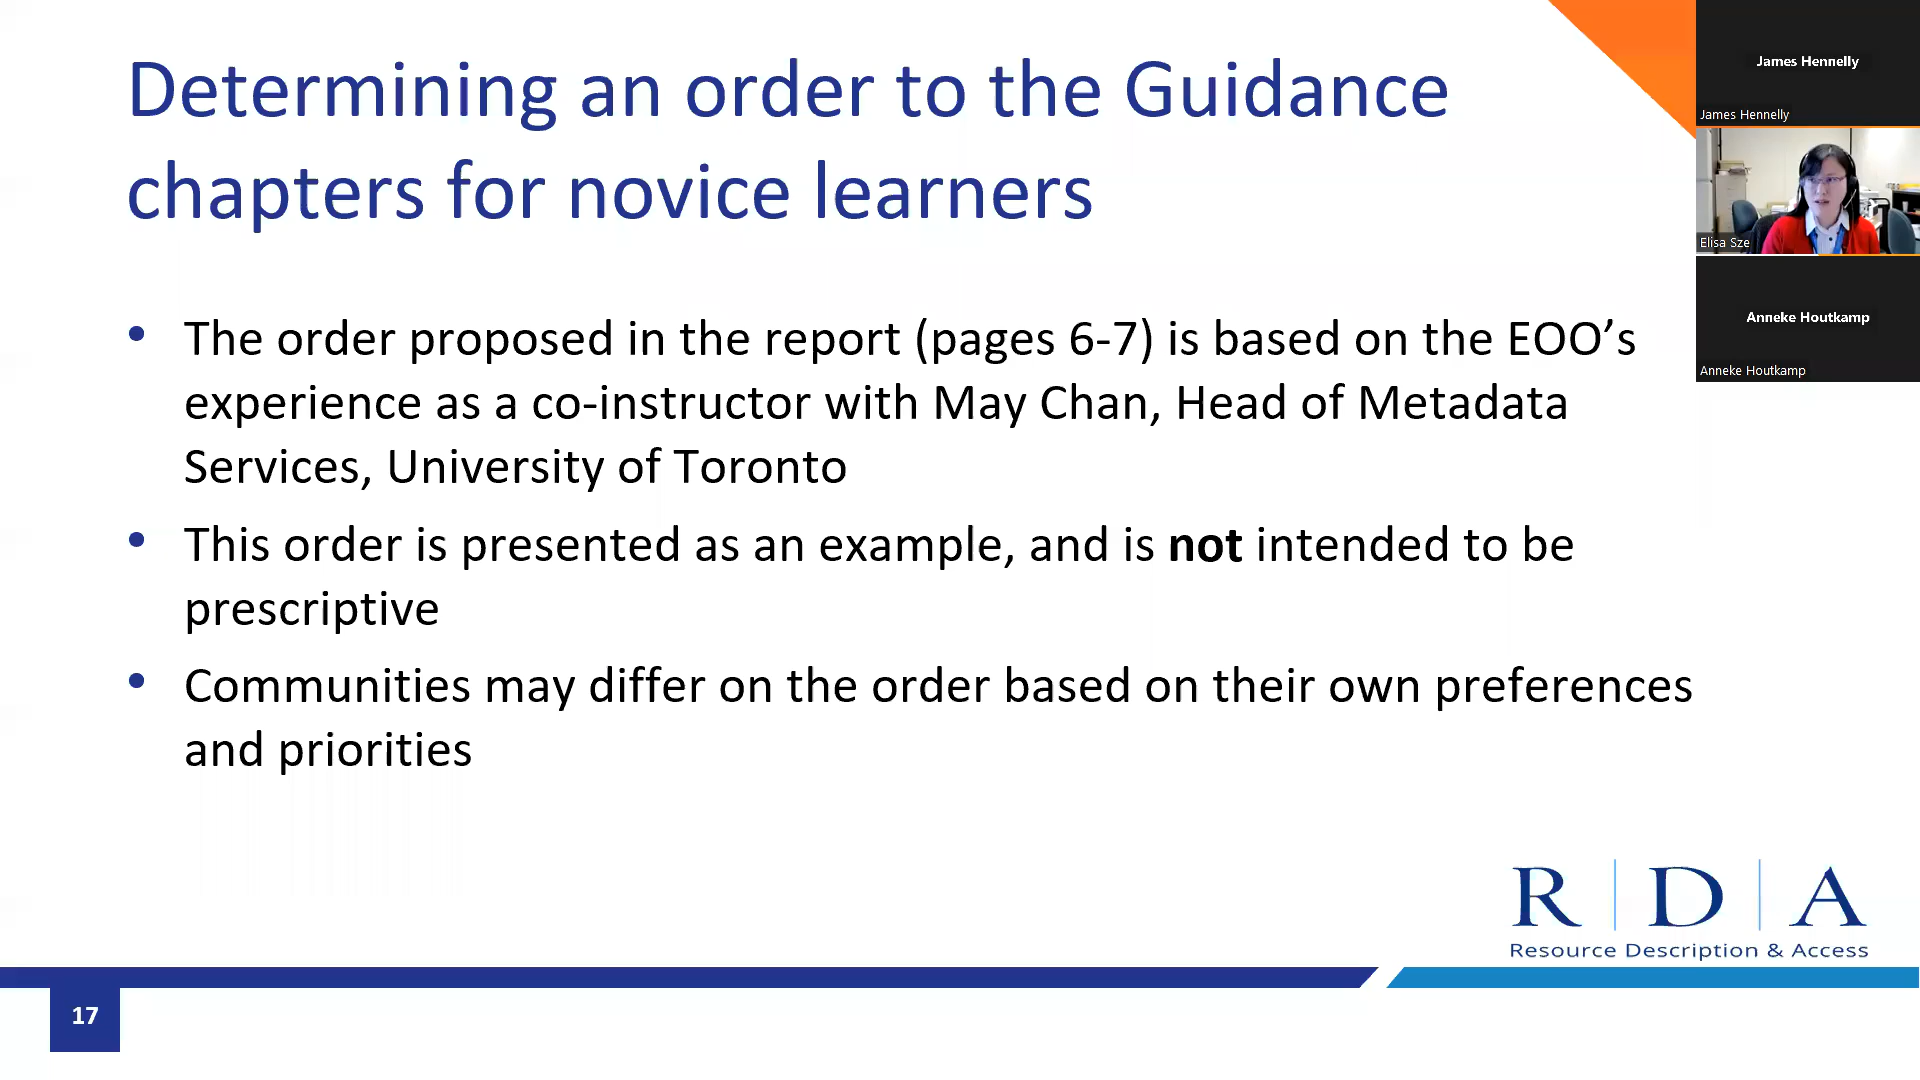 Determining an order to the Guidance
chapters for novice learners
• The order proposed in the report (pages 6-7) is based on the EOO’s
experience as a co-instructor with May Chan, Head of Metadata
Services, University of Toronto
• This order is presented as an example, and is not intended to be
prescriptive
• Communities may differ on the order based on their own preferences
and priorities
James Hennelly
James Hennelly
Elisa Sze
Anneke Houtkamp
Anneke Houtkamp
R D A
Resource Description & Access
17